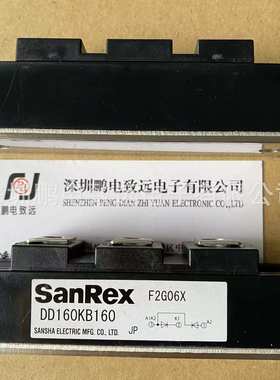 深圳鹏电致远电子有限公司
SHENZHEN PENG DIAN ZHI YUAN ELECTRONIC CO.,LTD
鹏电致远
SanRex F2G06X
DD160KB160
SANSHA ELECTRIC MFG. CO., LTD. JP